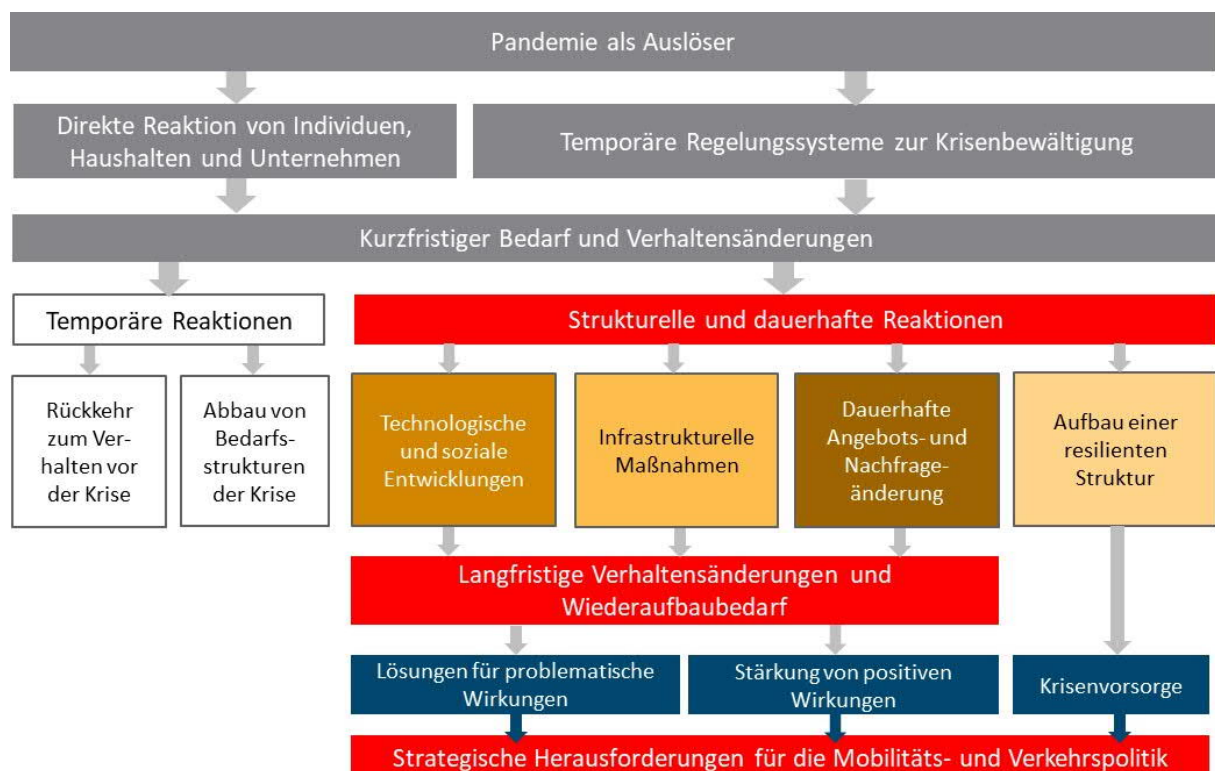 Pandemie als Auslöser
Direkte Reaktion von Individuen,
Haushalten und Unternehmen
Temporäre Regelungssysteme zur Krisenbewältigung
Kurzfristiger Bedarf und Verhaltensänderungen
Temporäre Reaktionen
Strukturelle und dauerhafte Reaktionen
Rückkehr
zum Ver-
halten vor
der Krise
Abbau von
Bedarfs-
strukturen
der Krise
Technologische
und soziale
Entwicklungen
Infrastrukturelle
Maßnahmen
Dauerhafte
Angebots- und
Nachfrage-
änderung
Aufbau einer
resilienten
Struktur
Langfristige Verhaltensänderungen und
Wiederaufbaubedarf
Lösungen für problematische
Wirkungen
Stärkung von positiven
Wirkungen
Krisenvorsorge
Strategische Herausforderungen für die Mobilitäts- und Verkehrspolitik